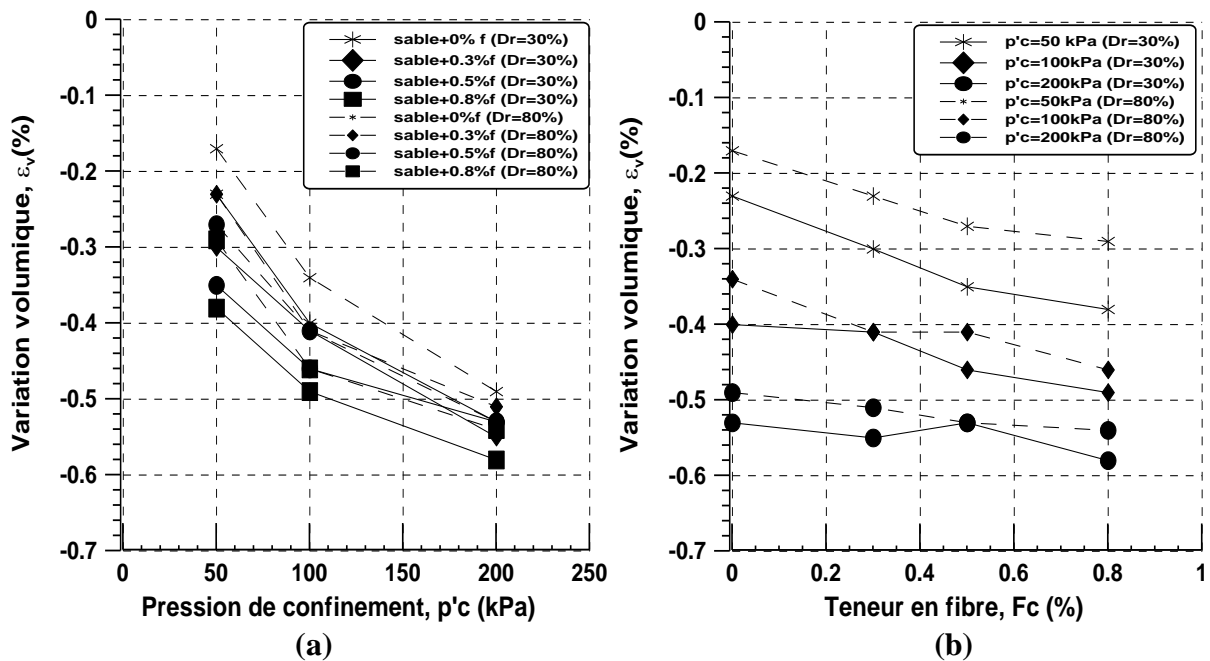 Variation volumique, εv(%)
0
-0.1
-0.2
-0.3
-0.4
-0.5
-0.6
-0.7
sable+0% f (Dr=30%)
sable+0.3%f (Dr=30%)
sable+0.5%f (Dr=30%)
sable+0.8%f (Dr=30%)
sable+0%f (Dr=80%)
sable+0.3%f (Dr=80%)
sable+0.5%f (Dr=80%)
sable+0.8%f (Dr=80%)
0 50 100 150 200 250
Pression de confinement, p'c (kPa)
(a)
Variation volumique, εv(%)
0
-0.1
-0.2
-0.3
-0.4
-0.5
-0.6
-0.7
p'c=50 kPa (Dr=30%)
p'c=100kPa (Dr=30%)
p'c=200kPa (Dr=30%)
p'c=50kPa (Dr=80%)
p'c=100kPa (Dr=80%)
p'c=200kPa (Dr=80%)
0 0.2 0.4 0.6 0.8 1
Teneur en fibre, Fc (%)
(b)